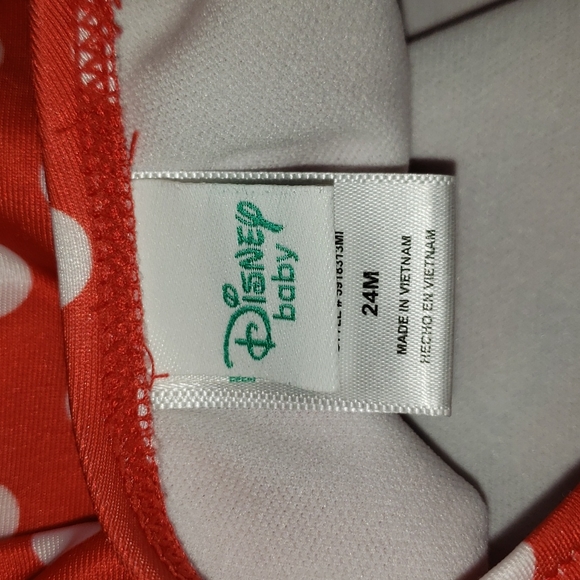 Disney
baby
24M
MADE IN VIETNAM
HECHO EN VIETNAM